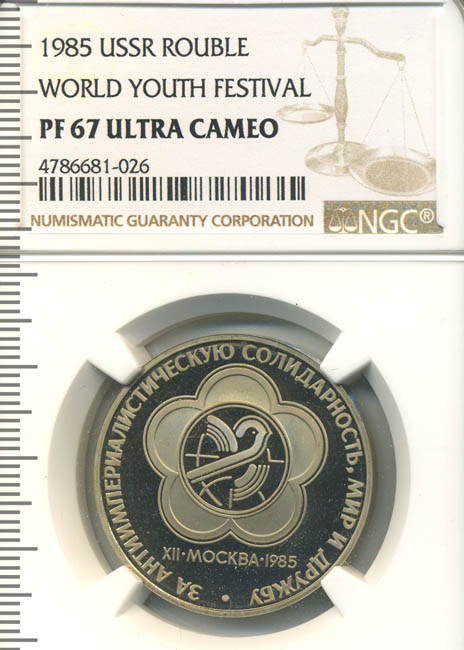 1985 USSR ROUBLE
WORLD YOUTH FESTIVAL
PF 67 ULTRA CAMEO
4786681-026
NUMISMATIC GUARANTY CORPORATION NGC®
ЗА АНТИИМПЕРИАЛИСТИЧЕСКУЮ СОЛИДАРНОСТЬ, МИР И ДРУЖБУ •
XII·МОСКВА·1985